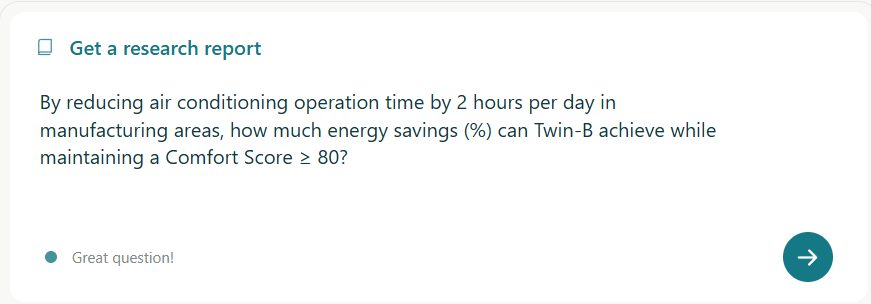 Get a research report
By reducing air conditioning operation time by 2 hours per day in
manufacturing areas, how much energy savings (%) can Twin-B achieve while
maintaining a Comfort Score ≥ 80?
Great question!